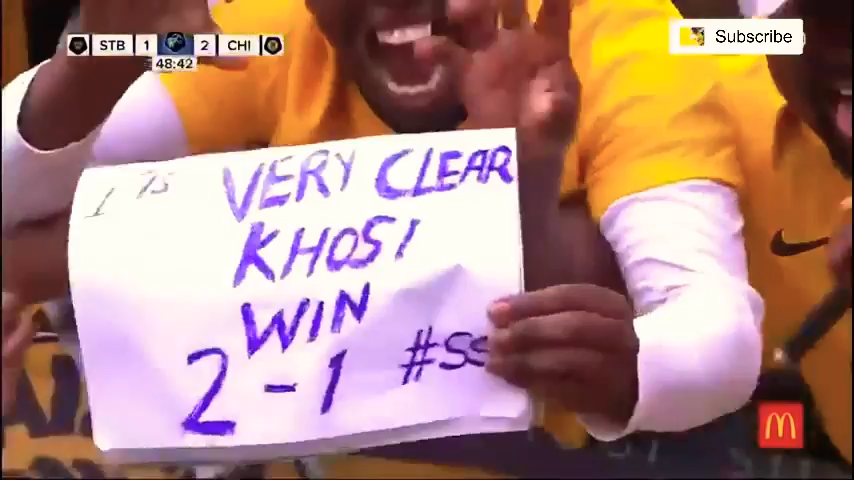 STB 1 2 CHI
48:42
Subscribe
VERY CLEAR
KHOSI
WIN
2-1 #SS